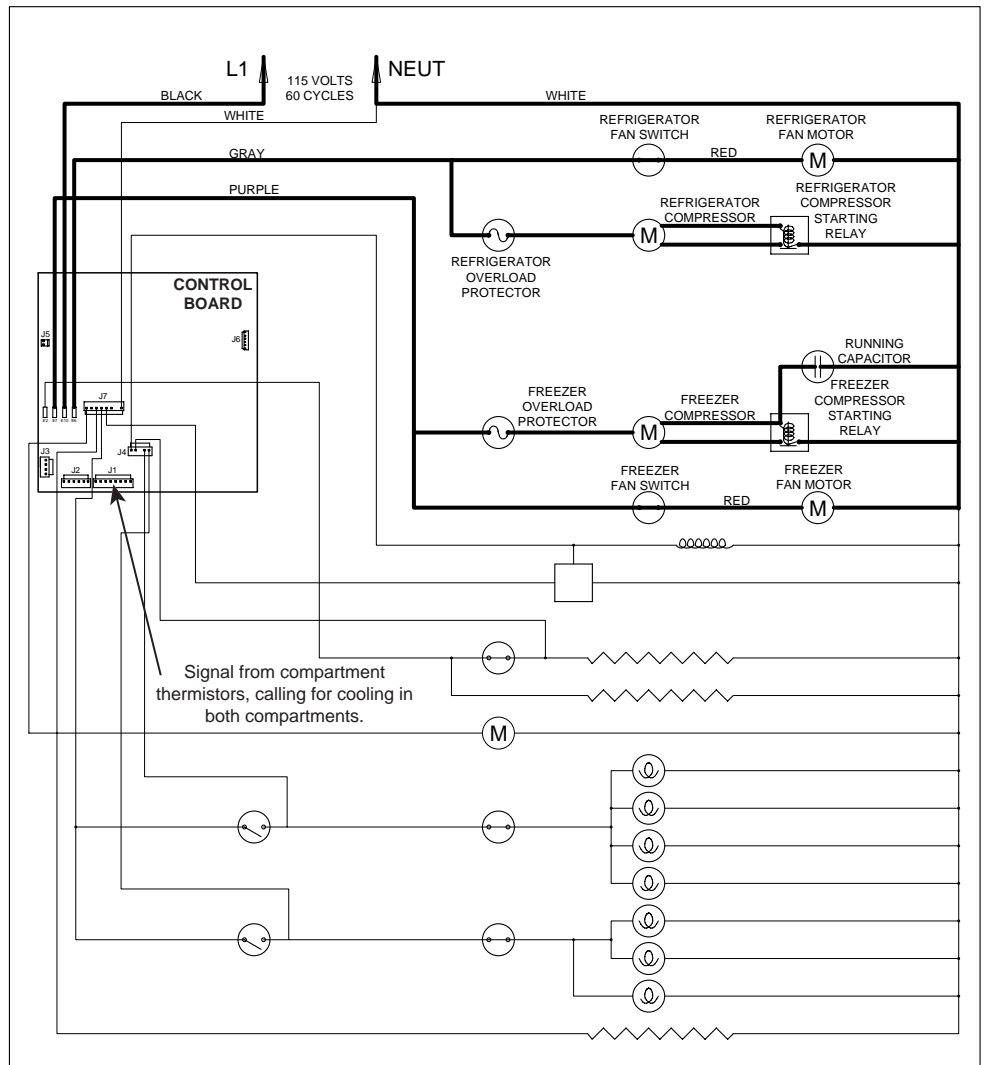 L1
NEUT
115 VOLTS
60 CYCLES
BLACK
WHITE
WHITE
REFRIGERATOR
FAN SWITCH
REFRIGERATOR
FAN MOTOR
GRAY
RED
M
PURPLE
REFRIGERATOR
COMPRESSOR
REFRIGERATOR
COMPRESSOR
STARTING
RELAY
M
REFRIGERATOR
OVERLOAD
PROTECTOR
CONTROL
BOARD
J5
J6
RUNNING
CAPACITOR
J7
FREEZER
OVERLOAD
PROTECTOR
FREEZER
COMPRESSOR
FREEZER
COMPRESSOR
STARTING
RELAY
M
J4
J3
J2
J1
FREEZER
FAN SWITCH
RED
FREEZER
FAN MOTOR
M
Signal from compartment
thermistors, calling for cooling in
both compartments.
M